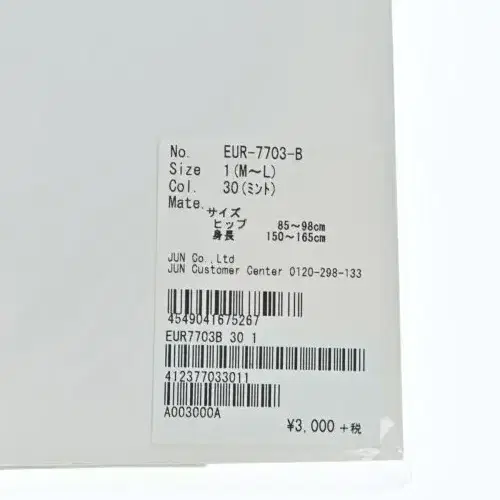 No. EUR-7703-B
Size 1(M～L)
Col. 30(ﾐﾝﾄ)
Mate.
サイズ
ヒップ 85～98cm
身長 150～165cm
JUN Co.,Ltd
JUN Customer Center 0120-298-133
4549041675267
EUR7703B 30 1
412377033011
A003000A
¥3,000 +税